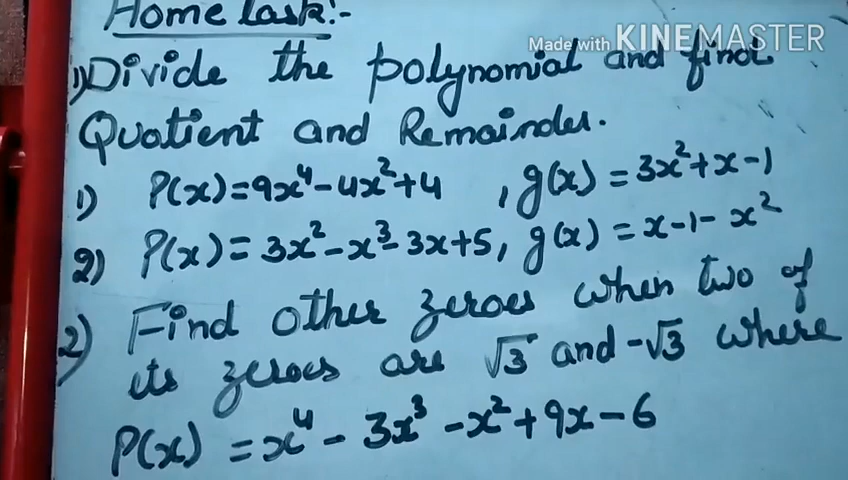 Home task:-
Made with KINEMASTER
1) Divide the polynomial and find
Quotient and Remainder.
1) P(x) = 9x⁴ - 4x² + 4 , g(x) = 3x² + x - 1
2) P(x) = 3x² - x³ - 3x + 5, g(x) = x - 1 - x²
2) Find other zeroes when two of
its zeroes are √3 and -√3 where
P(x) = x⁴ - 3x³ - x² + 9x - 6